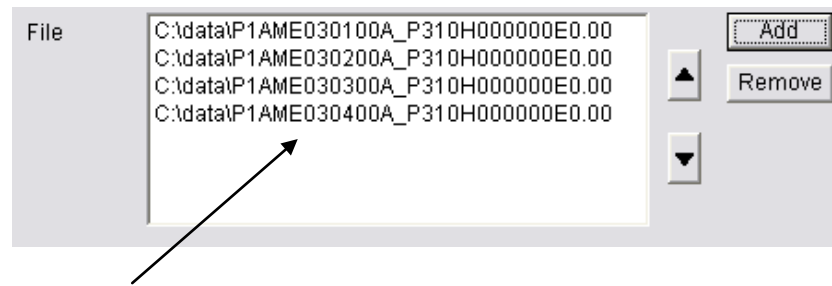 File
C:\data\P1AME030100A_P310H000000E0.00
C:\data\P1AME030200A_P310H000000E0.00
C:\data\P1AME030300A_P310H000000E0.00
C:\data\P1AME030400A_P310H000000E0.00
Add
Remove